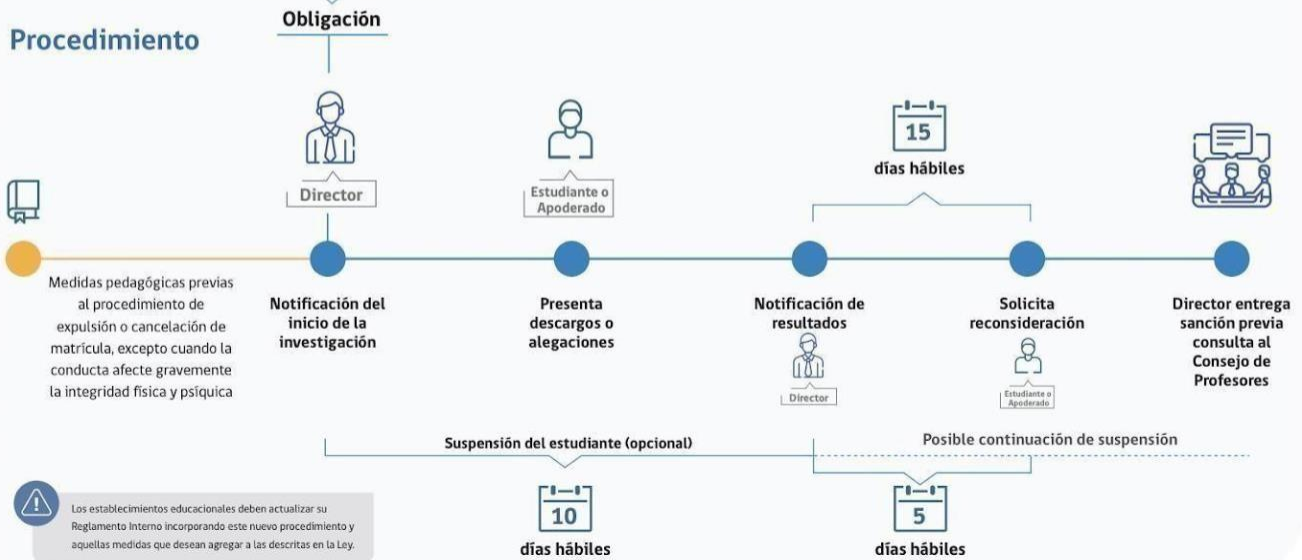 Procedimiento
Obligación
Director
Estudiante o
Apoderado
15
días hábiles
Medidas pedagógicas previas
al procedimiento de
expulsión o cancelación de
matrícula, excepto cuando la
conducta afecte gravemente
la integridad física y psíquica
Notificación del
inicio de la
investigación
Presenta
descargos o
alegaciones
Notificación de
resultados
Director
Solicita
reconsideración
Estudiante o
Apoderado
Director entrega
sanción previa
consulta al
Consejo de
Profesores
Suspensión del estudiante (opcional)
Posible continuación de suspensión
10
días hábiles
5
días hábiles
Los establecimientos educacionales deben actualizar su
Reglamento Interno incorporando este nuevo procedimiento y
aquellas medidas que desean agregar a las descritas en la Ley.